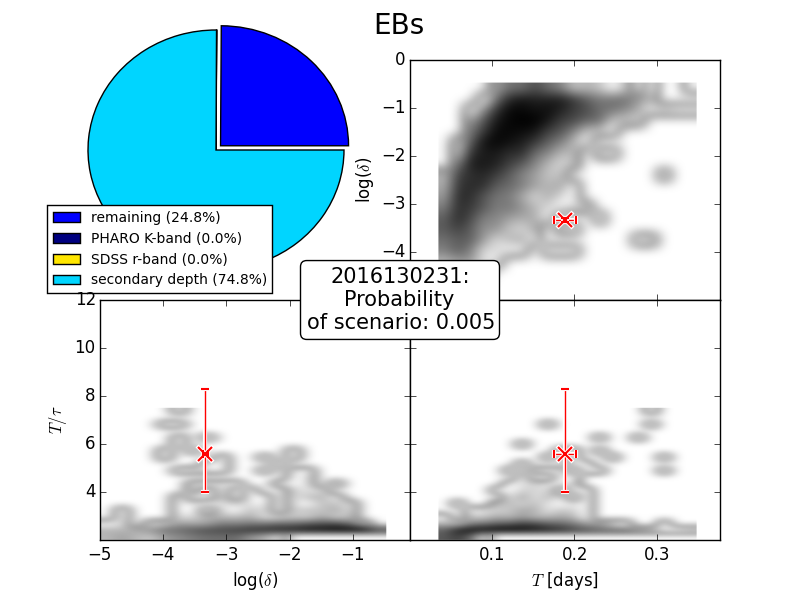 EBs
remaining (24.8%)
PHARO K-band (0.0%)
SDSS r-band (0.0%)
secondary depth (74.8%)
0
−1
−2
−3
−4
log(δ)
2016130231:
Probability
of scenario: 0.005
12
10
8
6
4
T/τ
−5 −4 −3 −2 −1
log(δ)
0.1 0.2 0.3
T [days]